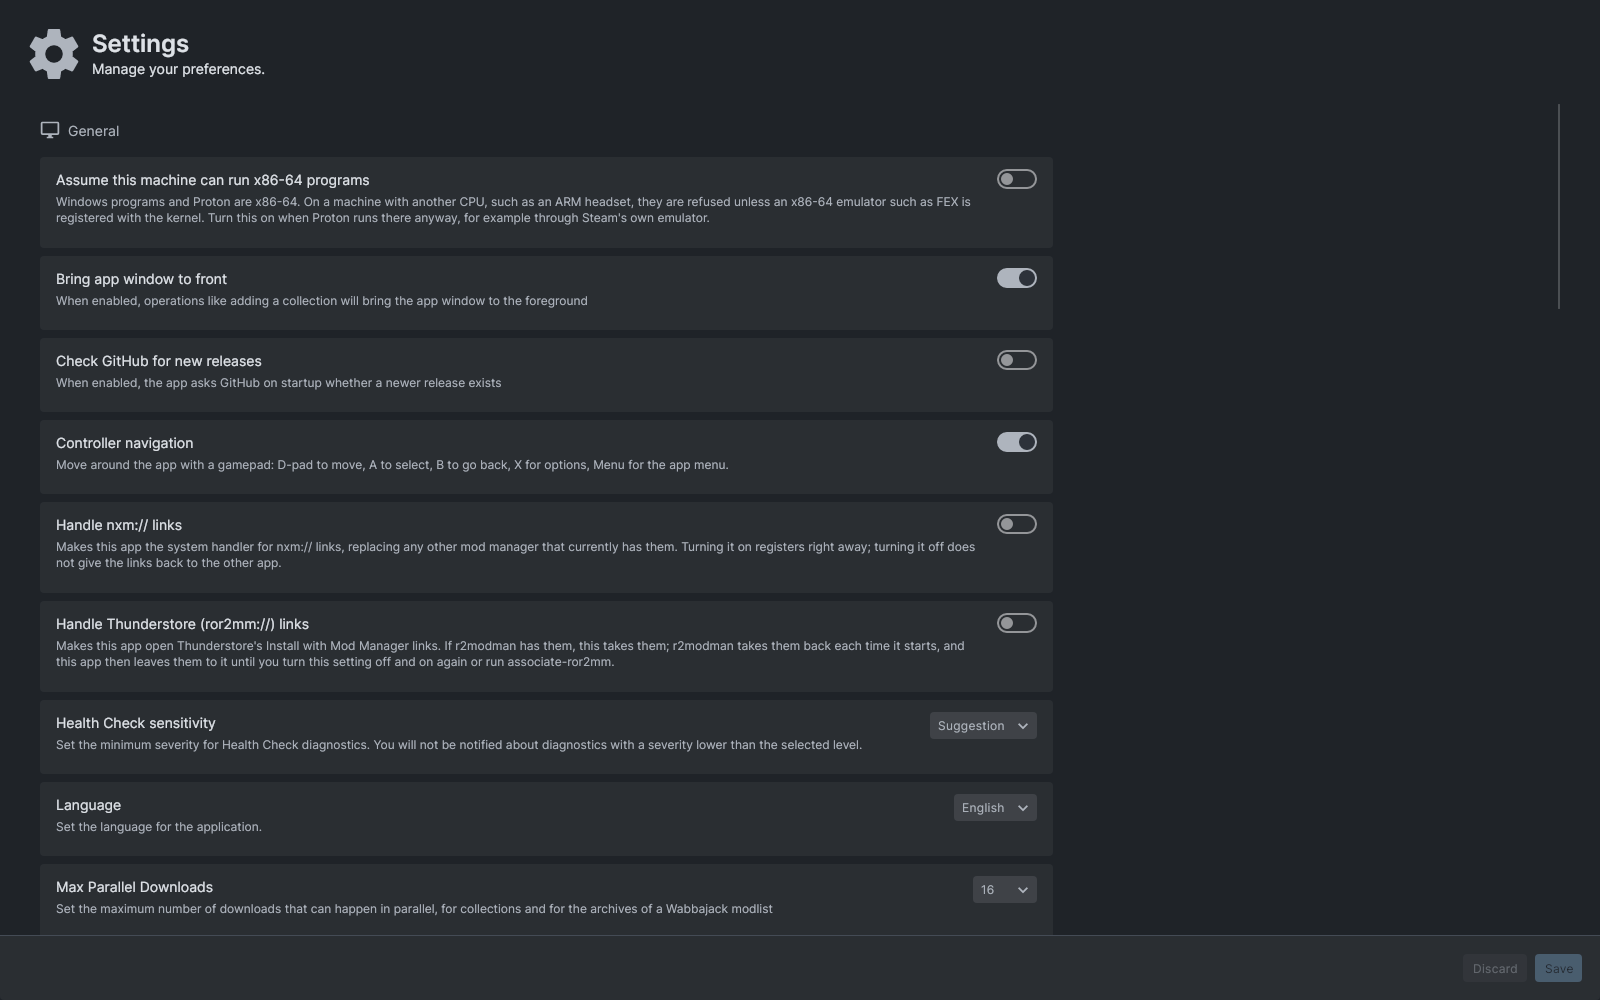 Settings
Manage your preferences.
General
Assume this machine can run x86-64 programs
Windows programs and Proton are x86-64. On a machine with another CPU, such as an ARM headset, they are refused unless an x86-64 emulator such as FEX is
registered with the kernel. Turn this on when Proton runs there anyway, for example through Steam's own emulator.
Bring app window to front
When enabled, operations like adding a collection will bring the app window to the foreground
Check GitHub for new releases
When enabled, the app asks GitHub on startup whether a newer release exists
Controller navigation
Move around the app with a gamepad: D-pad to move, A to select, B to go back, X for options, Menu for the app menu.
Handle nxm:// links
Makes this app the system handler for nxm:// links, replacing any other mod manager that currently has them. Turning it on registers right away; turning it off does
not give the links back to the other app.
Handle Thunderstore (ror2mm://) links
Makes this app open Thunderstore's Install with Mod Manager links. If r2modman has them, this takes them; r2modman takes them back each time it starts, and
this app then leaves them to it until you turn this setting off and on again or run associate-ror2mm.
Health Check sensitivity
Suggestion
Set the minimum severity for Health Check diagnostics. You will not be notified about diagnostics with a severity lower than the selected level.
Language
English
Set the language for the application.
Max Parallel Downloads
16
Set the maximum number of downloads that can happen in parallel, for collections and for the archives of a Wabbajack modlist
Discard
Save